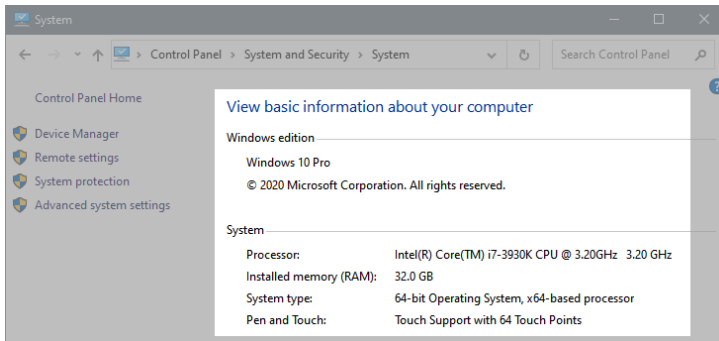 System
Control Panel › System and Security › System
Search Control Panel
Control Panel Home
Device Manager
Remote settings
System protection
Advanced system settings
View basic information about your computer
Windows edition
Windows 10 Pro
© 2020 Microsoft Corporation. All rights reserved.
System
Processor: Intel(R) Core(TM) i7-3930K CPU @ 3.20GHz 3.20 GHz
Installed memory (RAM): 32.0 GB
System type: 64-bit Operating System, x64-based processor
Pen and Touch: Touch Support with 64 Touch Points